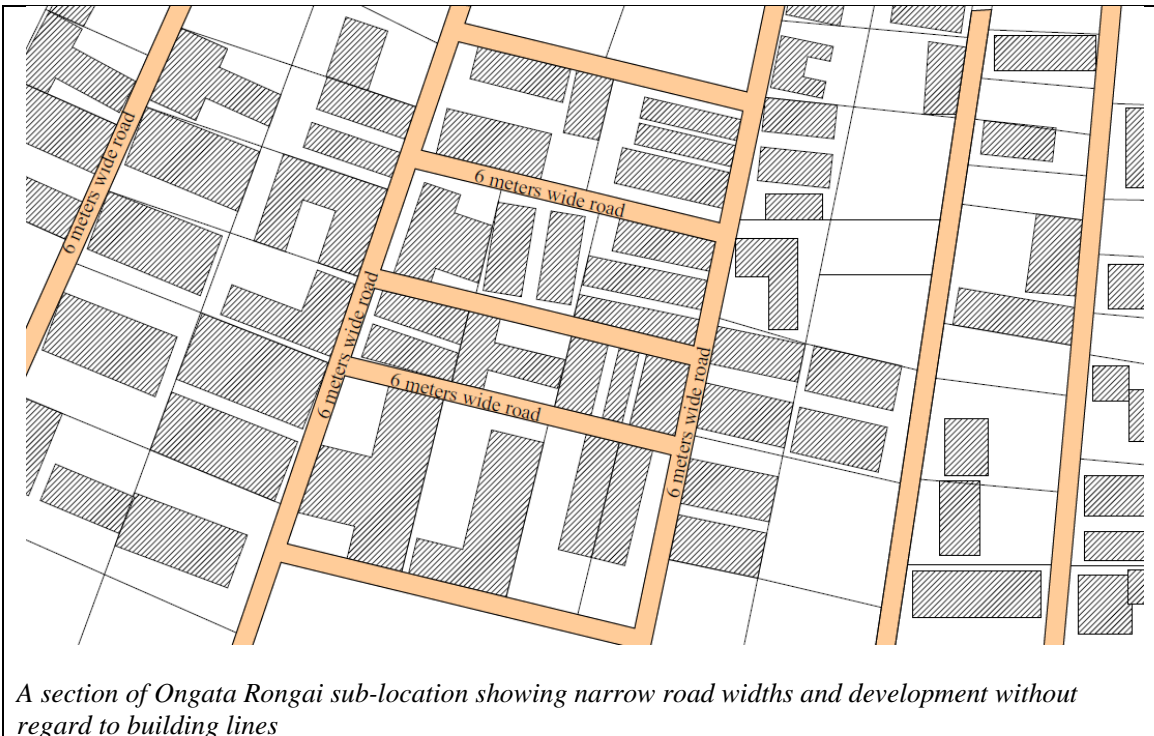 6 meters wide road
6 meters wide road
6 meters wide road
6 meters wide road
6 meters wide road
A section of Ongata Rongai sub-location showing narrow road widths and development without
regard to building lines